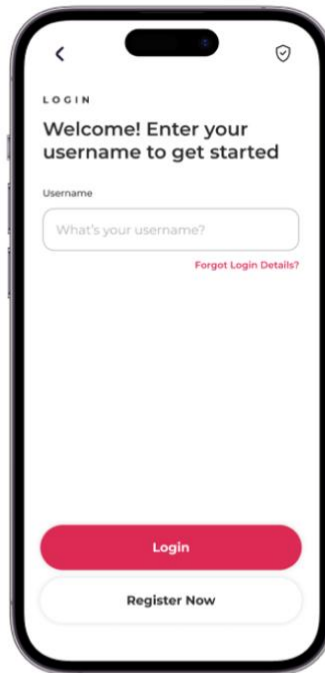 LOGIN
Welcome! Enter your
username to get started
Username
What's your username?
Forgot Login Details?
Login
Register Now